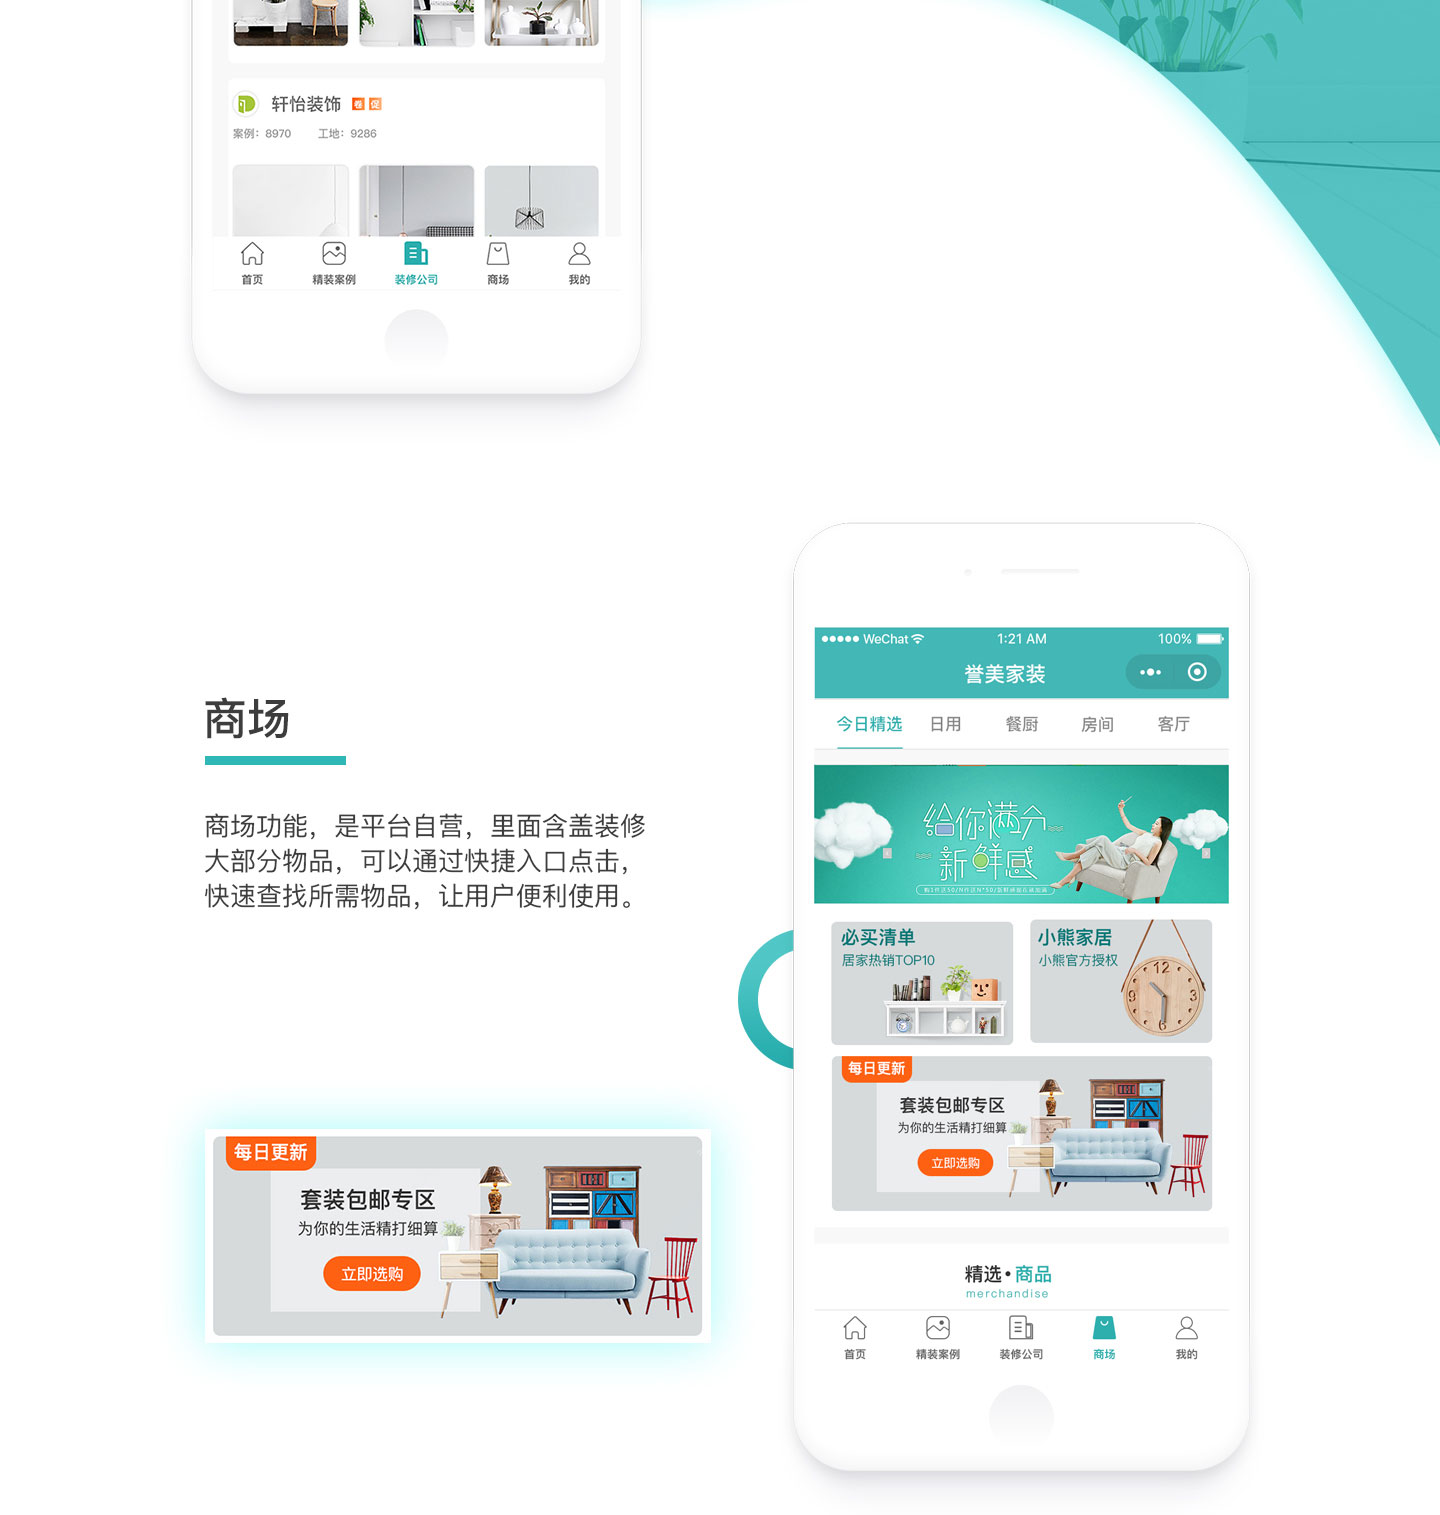 轩怡装饰 卷 促
案例：8970 工地：9286
首页 精装案例 装修公司 商场 我的
商场
商场功能，是平台自营，里面含盖装修
大部分物品，可以通过快捷入口点击，
快速查找所需物品，让用户便利使用。
每日更新
套装包邮专区
为你的生活精打细算
立即选购
WeChat 1:21 AM 100%
誉美家装
今日精选 日用 餐厨 房间 客厅
给你满分
新鲜感
必买清单
居家热销TOP10
小熊家居
小熊官方授权
12
9 3
6
每日更新
套装包邮专区
为你的生活精打细算
立即选购
精选·商品
merchandise
首页 精装案例 装修公司 商场 我的